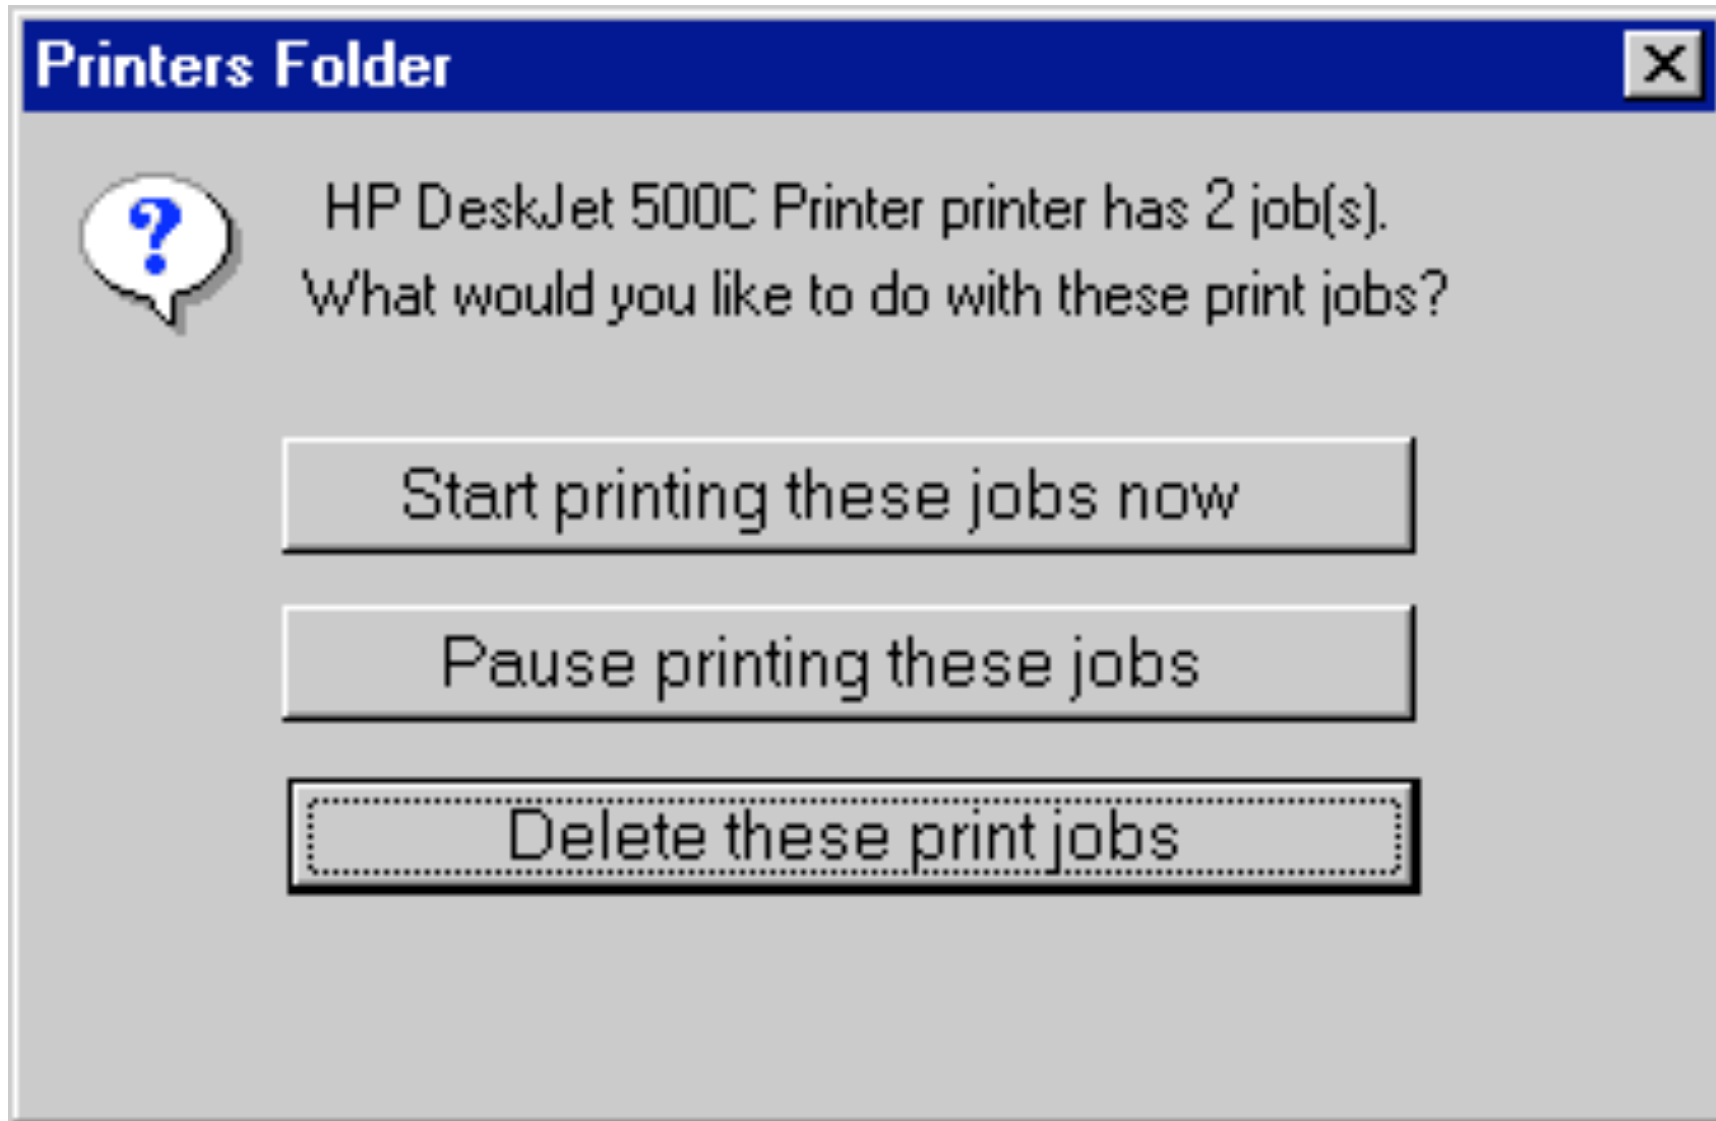 Printers Folder
HP DeskJet 500C Printer printer has 2 job(s).
What would you like to do with these print jobs?
Start printing these jobs now
Pause printing these jobs
Delete these print jobs